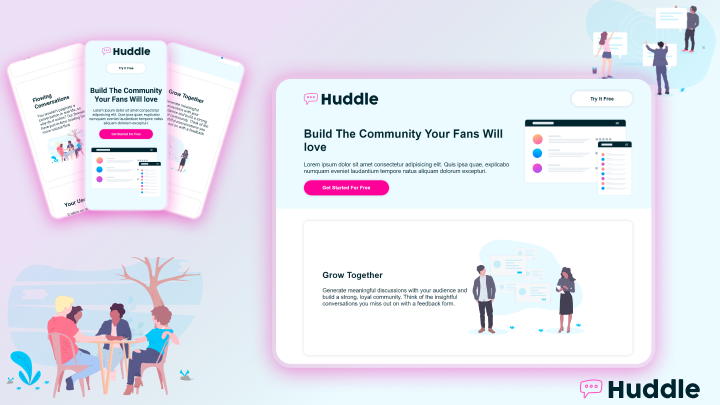 Huddle
Try It Free
Build The Community
Your Fans Will love
Lorem ipsum dolor sit amet
consectetur adipisicing elit. Quis ipsa quae, explicabo
numquam eveniet laudantium tempore natus
aliquam dolorem excepturi.
Get Started For Free
Flowing
Conversations
Grow Together
Your Use
Huddle
Try It Free
Build The Community Your Fans Will
love
Lorem ipsum dolor sit amet consectetur adipisicing elit. Quis ipsa quae, explicabo
numquam eveniet laudantium tempore natus aliquam dolorem excepturi.
Get Started For Free
Grow Together
Generate meaningful discussions with your audience and
build a strong, loyal community. Think of the insightful
conversations you miss out on with a feedback form.
Huddle